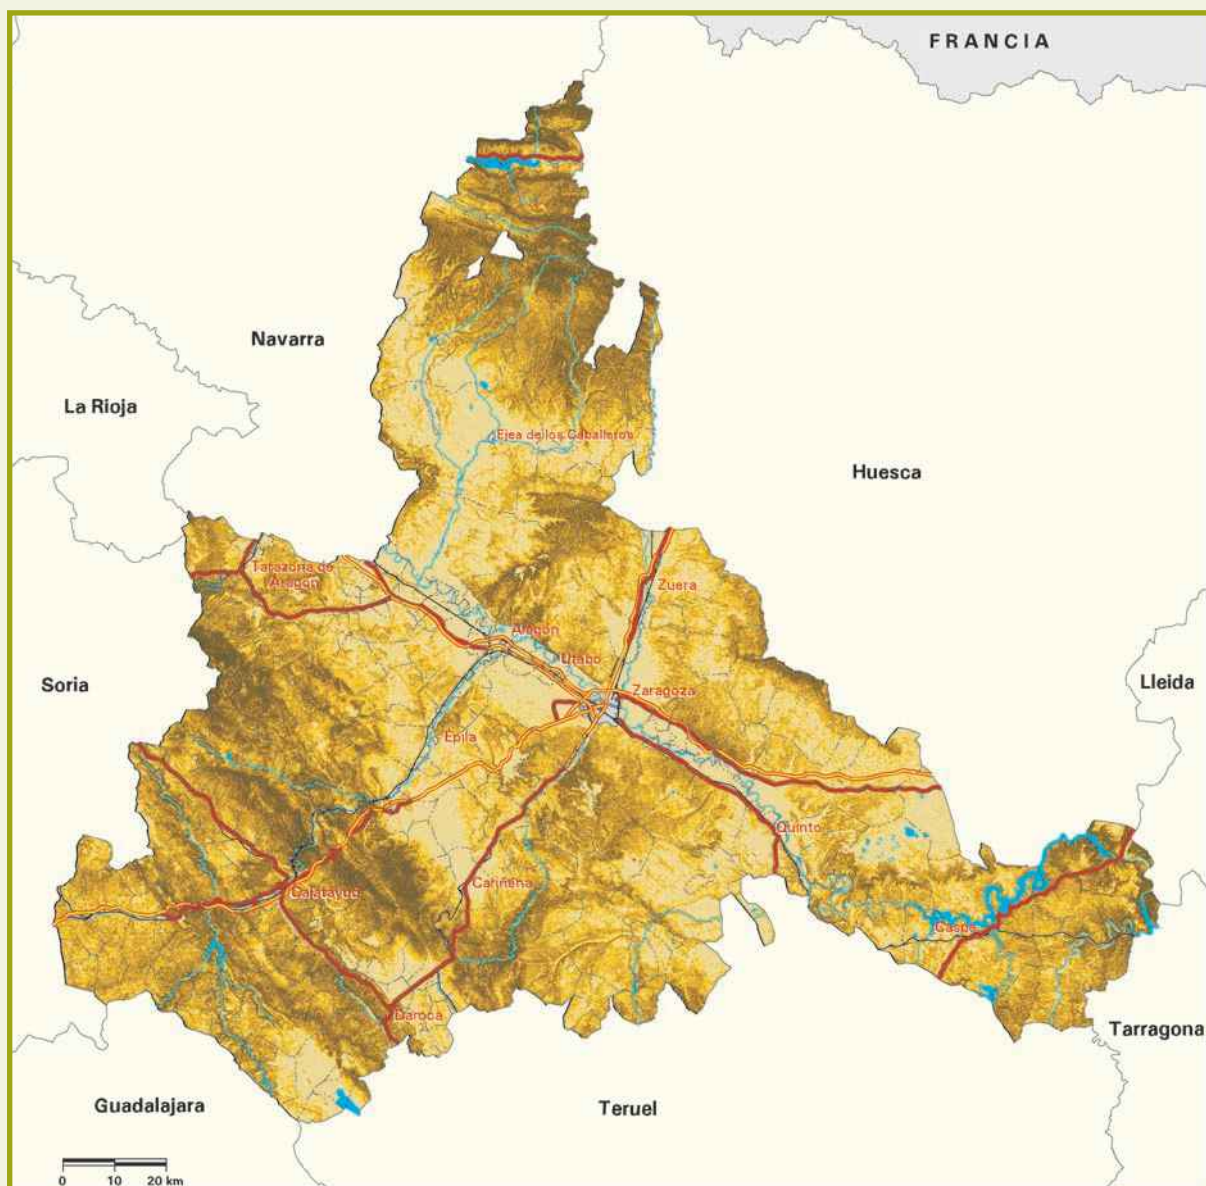 FRANCIA
Navarra
La Rioja
Ejea de los Caballeros
Huesca
Tarazona de
Aragón
Zuera
Alagón
Utebo
Soria
Zaragoza
Lleida
Épila
Quinto
Calatayud
Cariñena
Caspe
Daroca
Tarragona
Guadalajara
Teruel
0 10 20 km